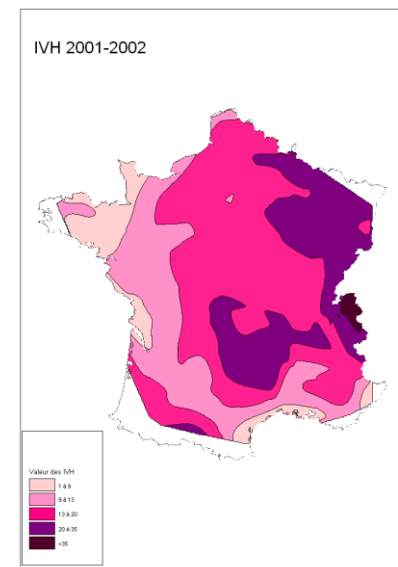 IVH 2001-2002
Valeur des IVH
1 à 9
9 à 13
13 à 20
20 à 35
>35